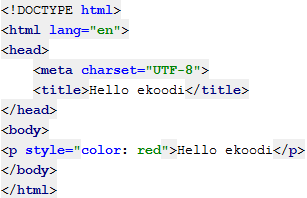 <!DOCTYPE html>
<html lang="en">
<head>
    <meta charset="UTF-8">
    <title>Hello ekoodi</title>
</head>
<body>
<p style="color: red">Hello ekoodi</p>
</body>
</html>